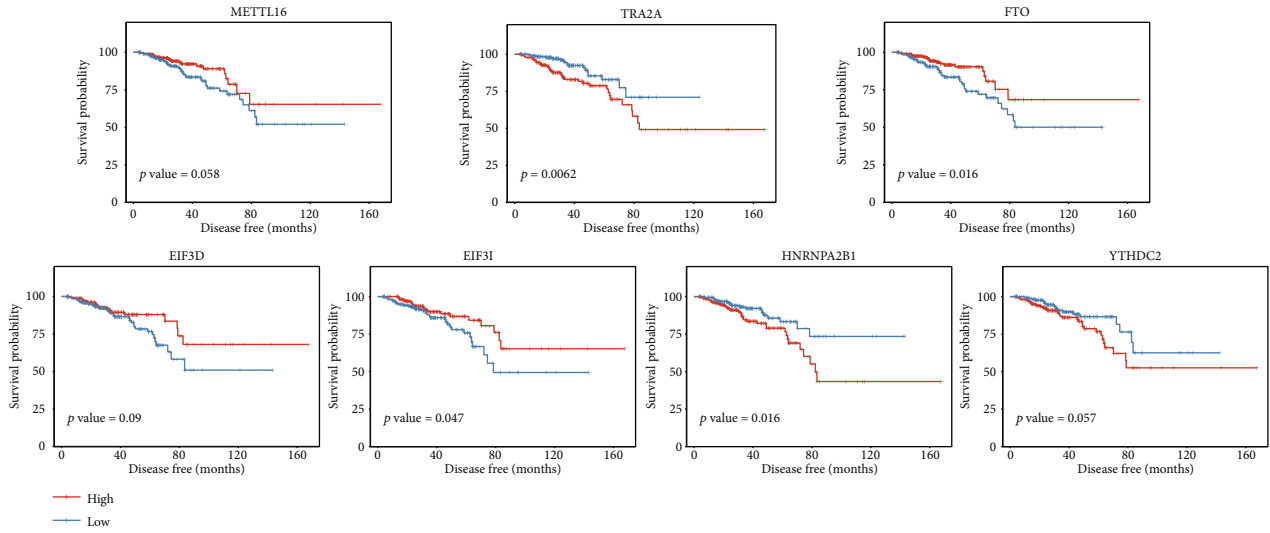 METTL16
TRA2A
FTO
Survival probability
100
75
50
25
0
p value = 0.058
0 40 80 120 160
Disease free (months)
Survival probability
100
75
50
25
0
p = 0.0062
0 40 80 120 160
Disease free (months)
Survival probability
100
75
50
25
0
p value = 0.016
0 40 80 120 160
Disease free (months)
EIF3D
EIF3I
HNRNPA2B1
YTHDC2
Survival probability
100
75
50
25
0
p value = 0.09
0 40 80 120 160
Disease free (months)
Survival probability
100
75
50
25
0
p value = 0.047
0 40 80 120 160
Disease free (months)
Survival probability
100
75
50
25
0
p value = 0.016
0 40 80 120 160
Disease free (months)
Survival probability
100
75
50
25
0
p value = 0.057
0 40 80 120 160
Disease free (months)
High
Low